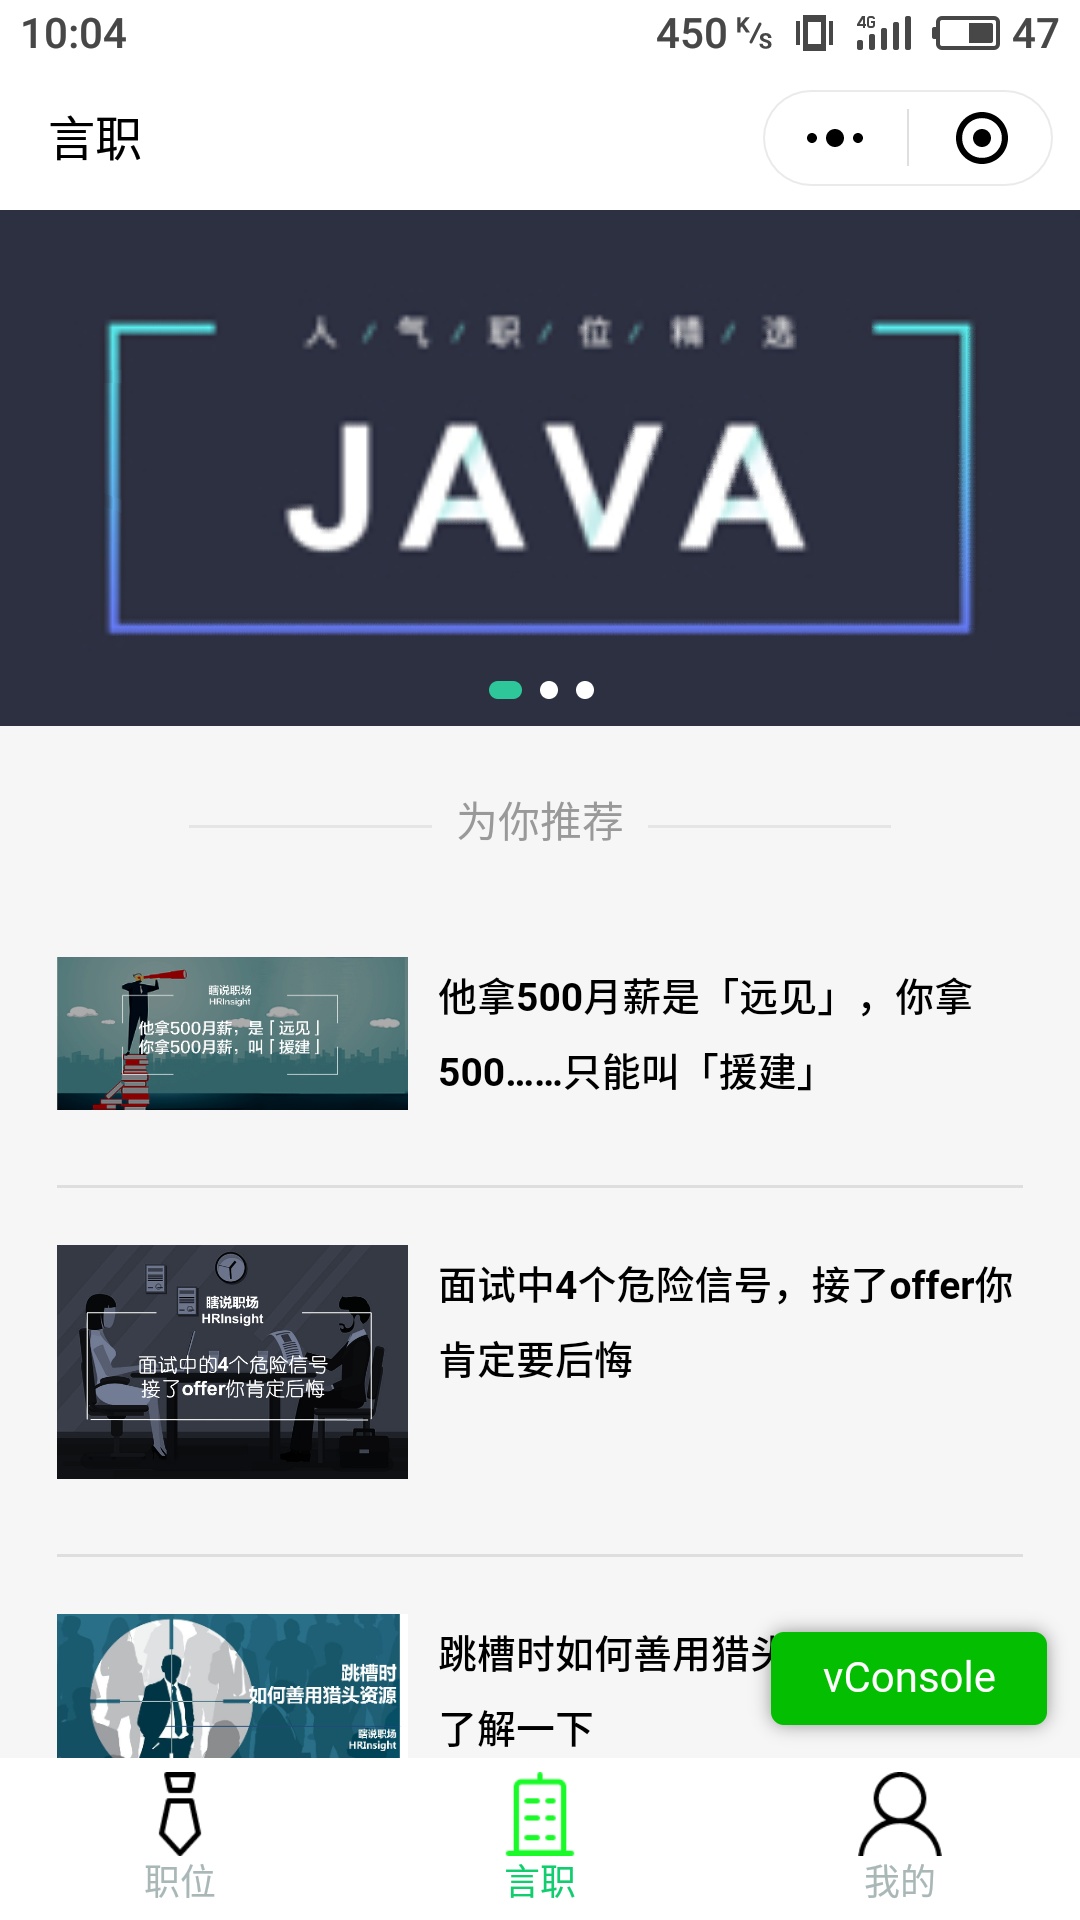 10:04
450 K/s 4G 47
言职
人 / 气 / 职 / 位 / 精 / 选
JAVA
为你推荐
瞎说职场
HRInsight
他拿500月薪，是「远见」
你拿500月薪，叫「援建」
他拿500月薪是「远见」，你拿
500……只能叫「援建」
瞎说职场
HRInsight
面试中的4个危险信号
接了offer你肯定后悔
面试中4个危险信号，接了offer你
肯定要后悔
跳槽时
如何善用猎头资源
瞎说职场
HRInsight
跳槽时如何善用猎头
了解一下
vConsole
职位
言职
我的